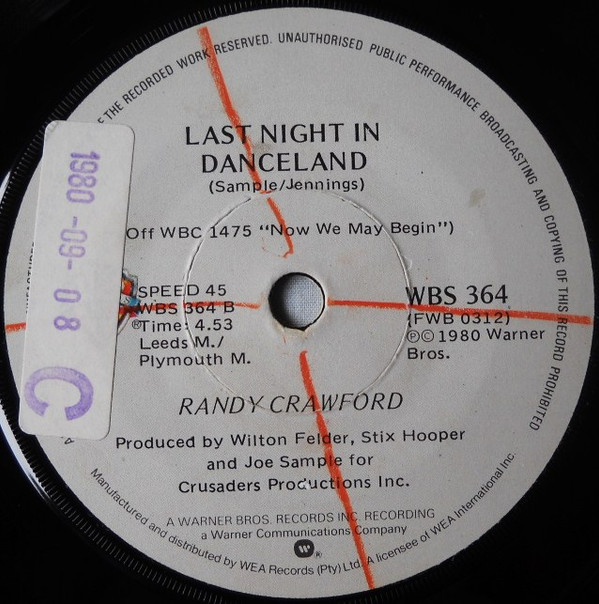 OF THE RECORDED WORK RESERVED. UNAUTHORISED PUBLIC PERFORMANCE BROADCASTING AND COPYING OF THIS RECORD PROHIBITED
LAST NIGHT IN
DANCELAND
(Sample/Jennings)
Off WBC 1475 “Now We May Begin”)
1980-09-08
C
SPEED 45
WBS 364 B
℗Time: 4.53
Leeds M./
Plymouth M.
WBS 364
(FWB 0312)
℗©1980 Warner
Bros.
RANDY CRAWFORD
Produced by Wilton Felder, Stix Hooper
and Joe Sample for
Crusaders Productions Inc.
A WARNER BROS. RECORDS INC. RECORDING
a Warner Communications Company
W®
Manufactured and distributed by WEA Records (Pty) Ltd. A licensee of WEA International Inc